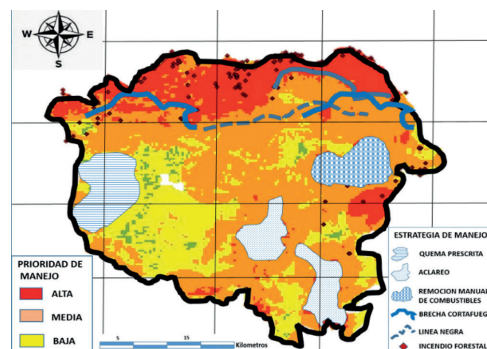 N
W E
S
PRIORIDAD DE
MANEJO
ALTA
MEDIA
BAJA
5 15
Kilometros
ESTRATEGIA DE MANEJO
QUEMA PRESCRITA
ACLAREO
REMOCION MANUAL
DE COMBUSTIBLES
BRECHA CORTAFUEG
LINEA NEGRA
INCENDIO FORESTAL